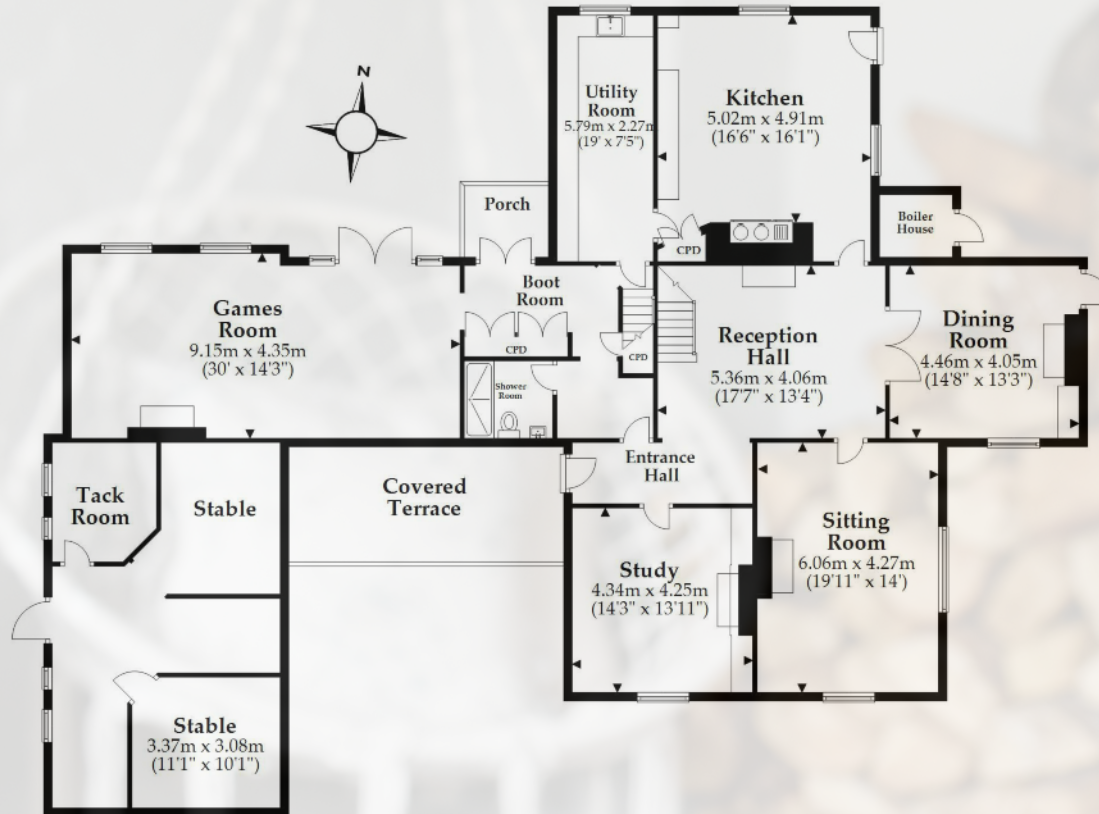 N
Utility
Room
5.79m x 2.27m
(19' x 7'5")
Kitchen
5.02m x 4.91m
(16'6" x 16'1")
Porch
Boiler
House
CPD
Games
Room
9.15m x 4.35m
(30' x 14'3")
Boot
Room
CPD
CPD
Shower
Room
Reception
Hall
5.36m x 4.06m
(17'7" x 13'4")
Dining
Room
4.46m x 4.05m
(14'8" x 13'3")
Entrance
Hall
Tack
Room
Stable
Covered
Terrace
Study
4.34m x 4.25m
(14'3" x 13'11")
Sitting
Room
6.06m x 4.27m
(19'11" x 14')
Stable
3.37m x 3.08m
(11'1" x 10'1")